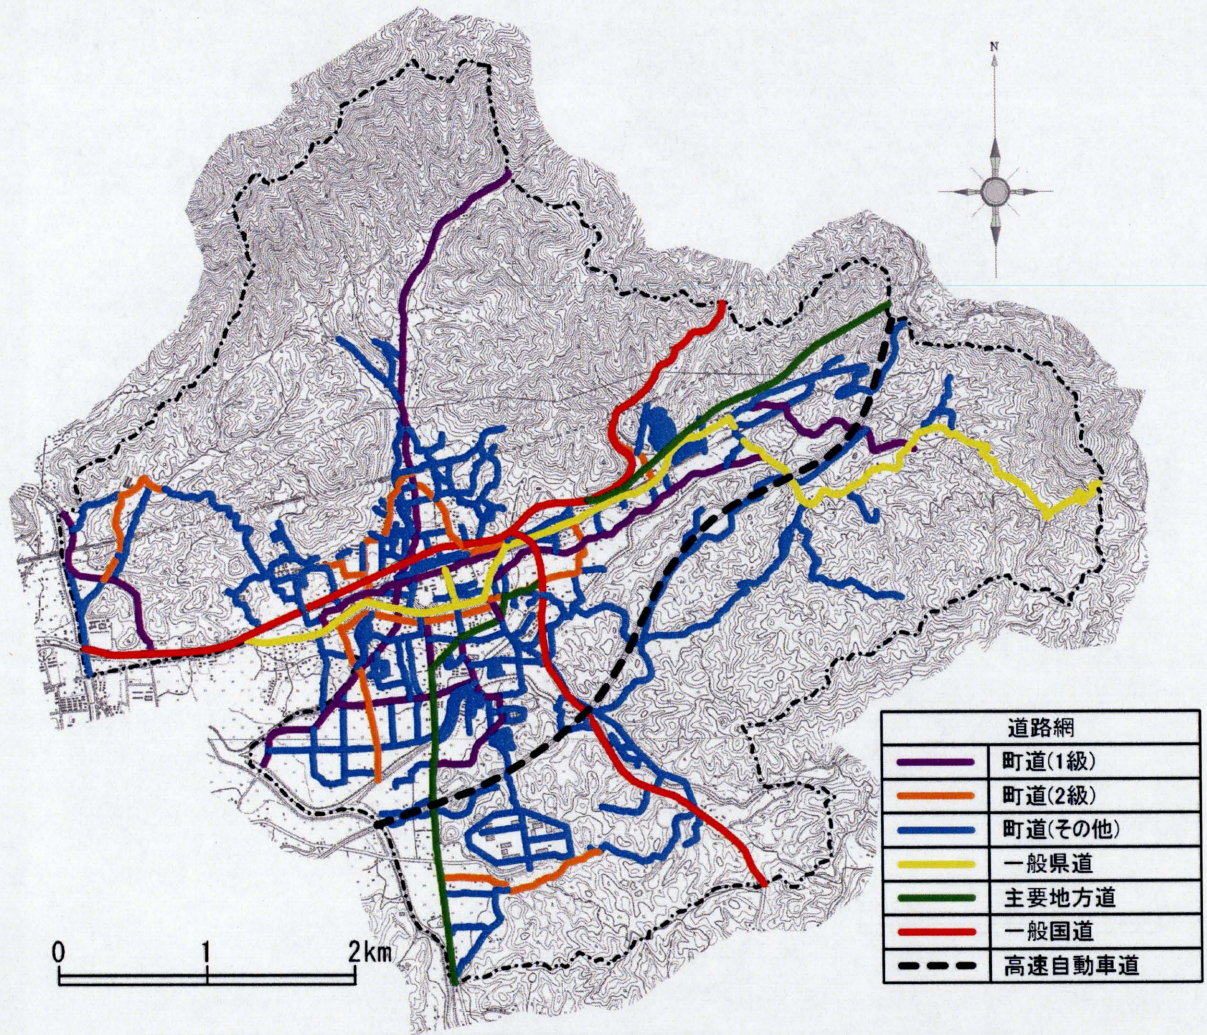 N
道路網
町道(1級)
町道(2級)
町道(その他)
一般県道
主要地方道
一般国道
高速自動車道
0 1 2km